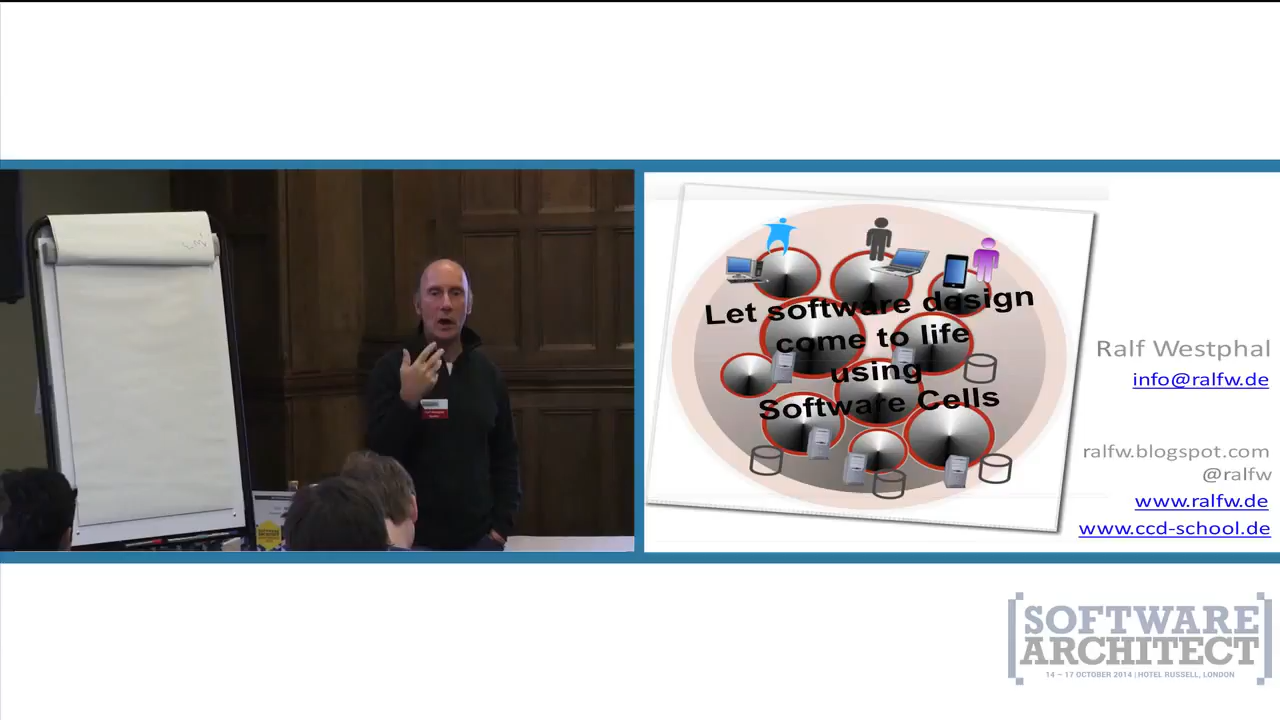 Let software design
come to life
using
Software Cells
Ralf Westphal
info@ralfw.de
ralfw.blogspot.com
@ralfw
www.ralfw.de
www.ccd-school.de
SOFTWARE
ARCHITECT
14 – 17 OCTOBER 2014 | HOTEL RUSSELL, LONDON